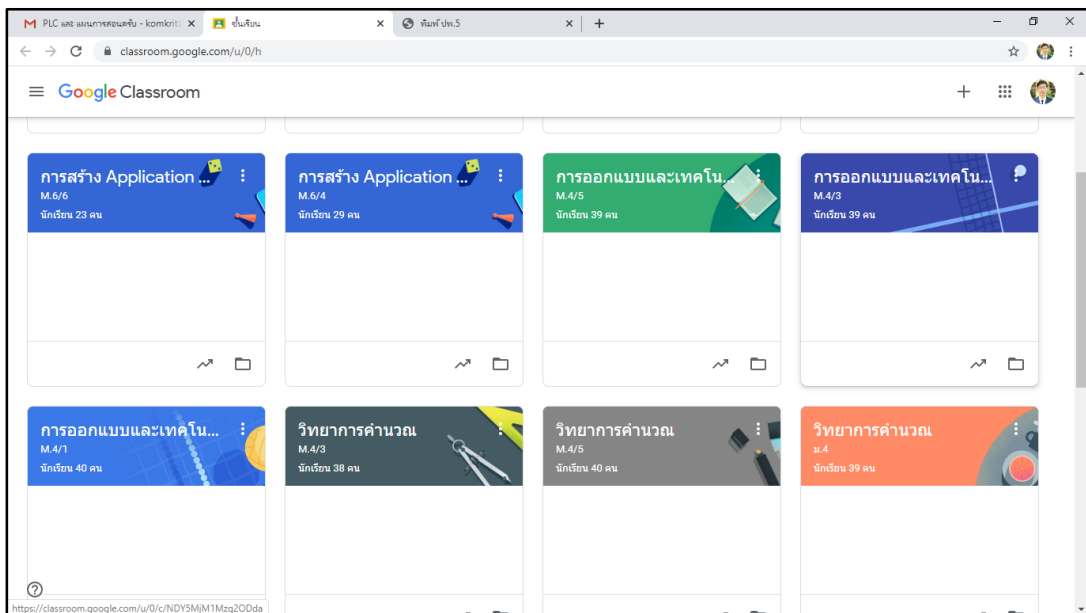 PLC และ แผนการสอนครับ - komkriti
ชั้นเรียน
พิมพ์ ปพ.5
classroom.google.com/u/0/h
Google Classroom
การสร้าง Application ...
M.6/6
นักเรียน 23 คน
การสร้าง Application ...
M.6/4
นักเรียน 29 คน
การออกแบบและเทคโน...
M.4/5
นักเรียน 39 คน
การออกแบบและเทคโน...
M.4/3
นักเรียน 39 คน
การออกแบบและเทคโน...
M.4/1
นักเรียน 40 คน
วิทยาการคำนวณ
M.4/3
นักเรียน 38 คน
วิทยาการคำนวณ
M.4/5
นักเรียน 40 คน
วิทยาการคำนวณ
ม.4
นักเรียน 39 คน
https://classroom.google.com/u/0/c/NDY5MjM1Mzg2ODda